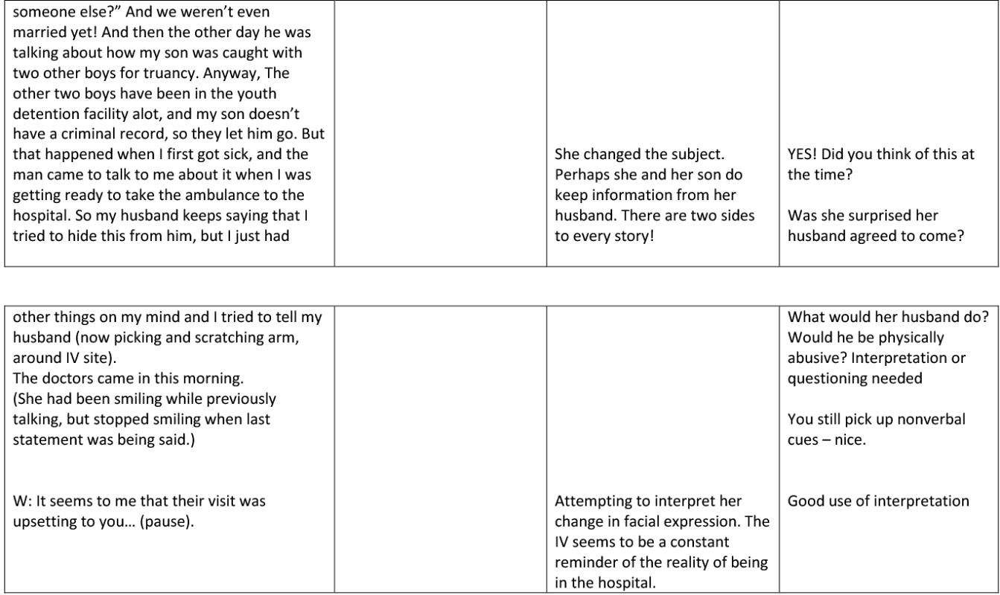 someone else?” And we weren’t even
married yet! And then the other day he was
talking about how my son was caught with
two other boys for truancy. Anyway, The
other two boys have been in the youth
detention facility alot, and my son doesn’t
have a criminal record, so they let him go. But
that happened when I first got sick, and the
man came to talk to me about it when I was
getting ready to take the ambulance to the
hospital. So my husband keeps saying that I
tried to hide this from him, but I just had
She changed the subject.
Perhaps she and her son do
keep information from her
husband. There are two sides
to every story!
YES! Did you think of this at
the time?
Was she surprised her
husband agreed to come?
other things on my mind and I tried to tell my
husband (now picking and scratching arm,
around IV site).
The doctors came in this morning.
(She had been smiling while previously
talking, but stopped smiling when last
statement was being said.)
W: It seems to me that their visit was
upsetting to you… (pause).
Attempting to interpret her
change in facial expression. The
IV seems to be a constant
reminder of the reality of being
in the hospital.
What would her husband do?
Would he be physically
abusive? Interpretation or
questioning needed
You still pick up nonverbal
cues – nice.
Good use of interpretation